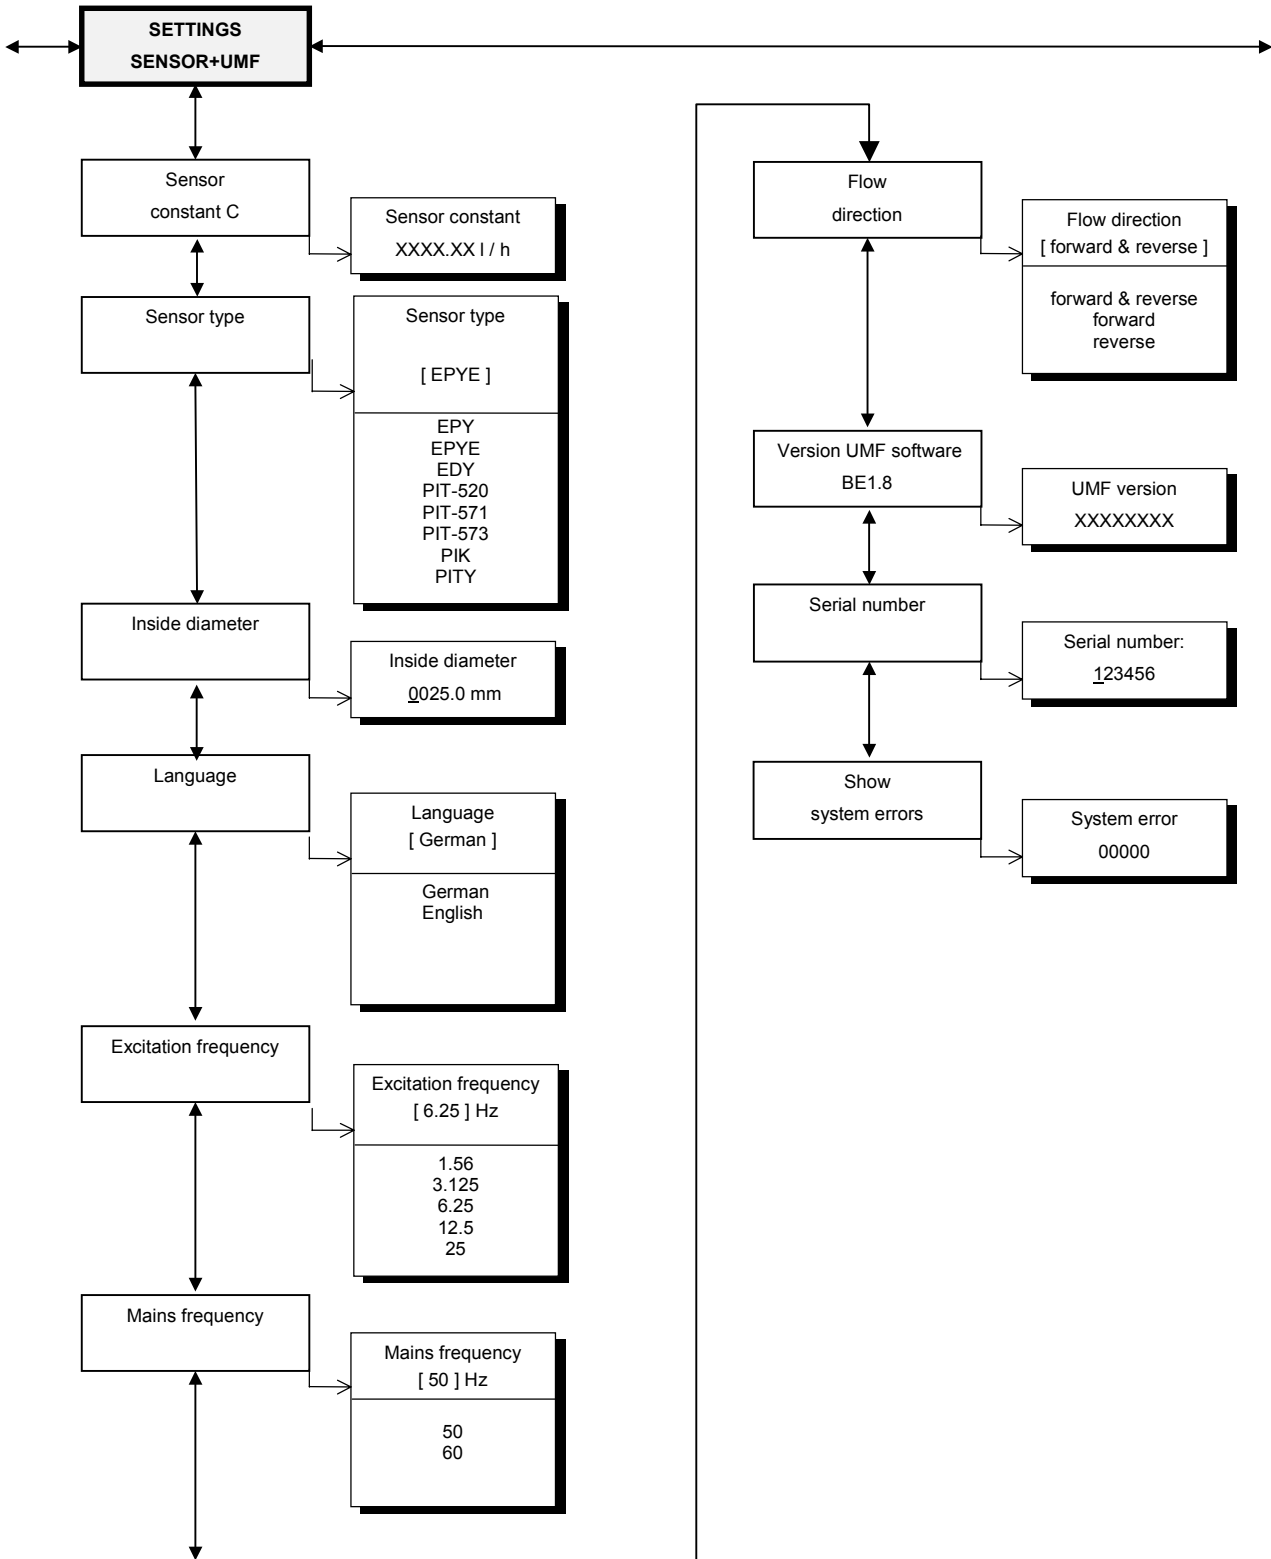 SETTINGS
SENSOR+UMF
Sensor
constant C
Sensor constant
XXXX.XX l / h
Sensor type
Sensor type
[ EPYE ]
EPY
EPYE
EDY
PIT-520
PIT-571
PIT-573
PIK
PITY
Inside diameter
Inside diameter
0025.0 mm
Language
Language
[ German ]
German
English
Excitation frequency
Excitation frequency
[ 6.25 ] Hz
1.56
3.125
6.25
12.5
25
Mains frequency
Mains frequency
[ 50 ] Hz
50
60
Flow
direction
Flow direction
[ forward & reverse ]
forward & reverse
forward
reverse
Version UMF software
BE1.8
UMF version
XXXXXXXX
Serial number
Serial number:
123456
Show
system errors
System error
00000